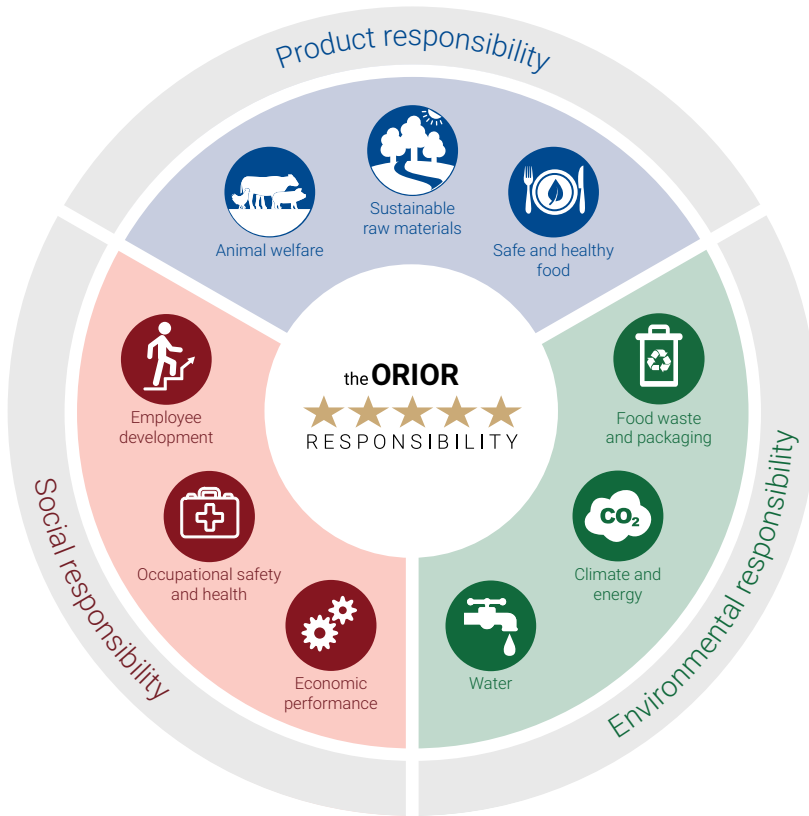 Product responsibility
Animal welfare
Sustainable
raw materials
Safe and healthy
food
Employee
development
Occupational safety
and health
Economic
performance
Social responsibility
the ORIOR
RESPONSIBILITY
Food waste
and packaging
CO₂
Climate and
energy
Water
Environmental responsibility